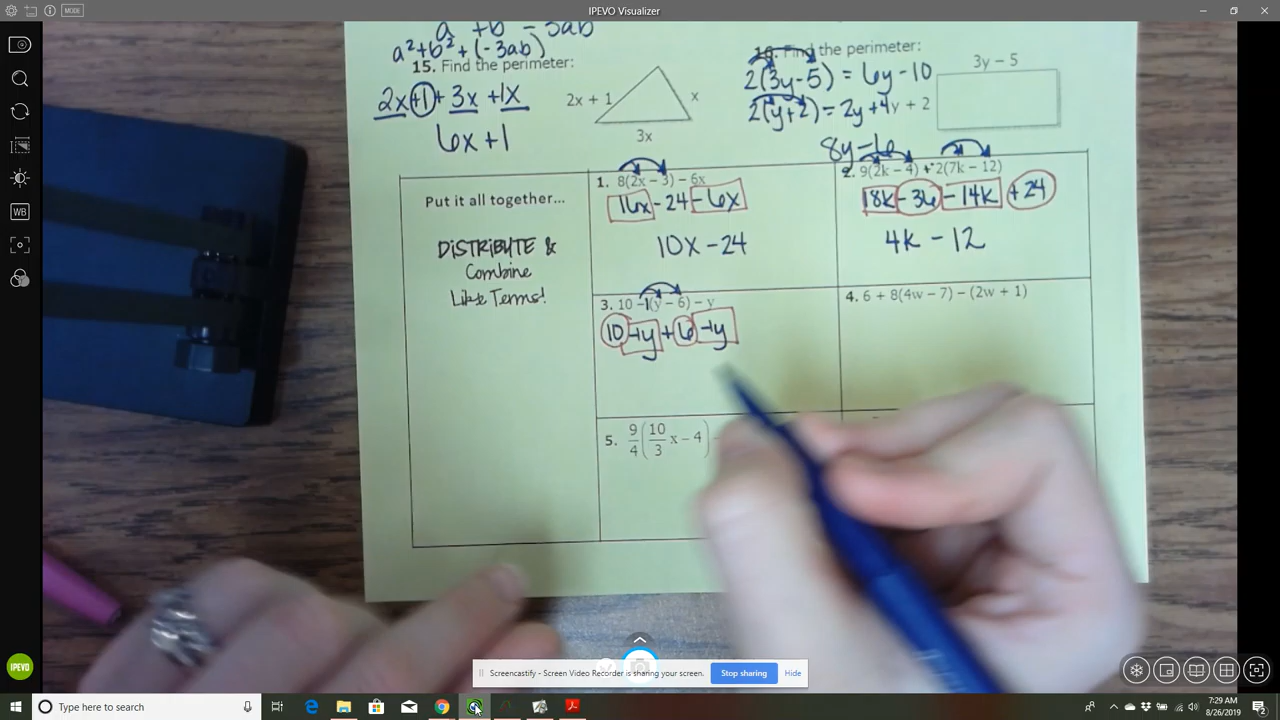 IPEVO Visualizer
MODE
a + b - 3ab
a² + b² + (-3ab)
15. Find the perimeter:
2x +1 + 3x + 1x
6x + 1
2x + 1
x
3x
16. Find the perimeter:
2(3y-5) = 6y - 10
2(y+2) = 2y + 4
y + 2
3y – 5
8y - 6
Put it all together...
DISTRIBUTE &
Combine
Like Terms!
1. 8(2x – 3) – 6x
16x - 24 - 6x
10x - 24
2. 9(2k – 4) +⁻2(7k – 12)
18k - 36 - 14k + 24
4k - 12
3. 10 -1(y – 6) – y
10 -1y + 6 -1y
4. 6 + 8(4w – 7) – (2w + 1)
5. 9/4 (10/3 x – 4)
WB
IPEVO
Screencastify - Screen Video Recorder is sharing your screen.
Stop sharing
Hide
Type here to search
7:29 AM
8/26/2019
2